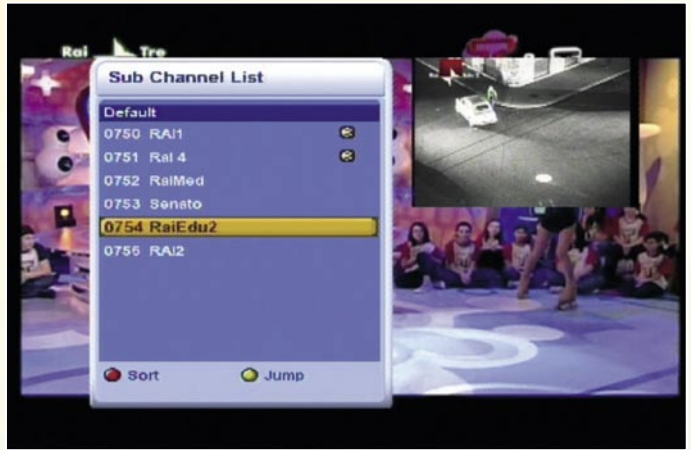 Rai Tre
Sub Channel List
Default
0750 RAI1
0751 Rai 4
0752 RaiMed
0753 Senato
0754 RaiEdu2
0756 RAI2
Sort Jump